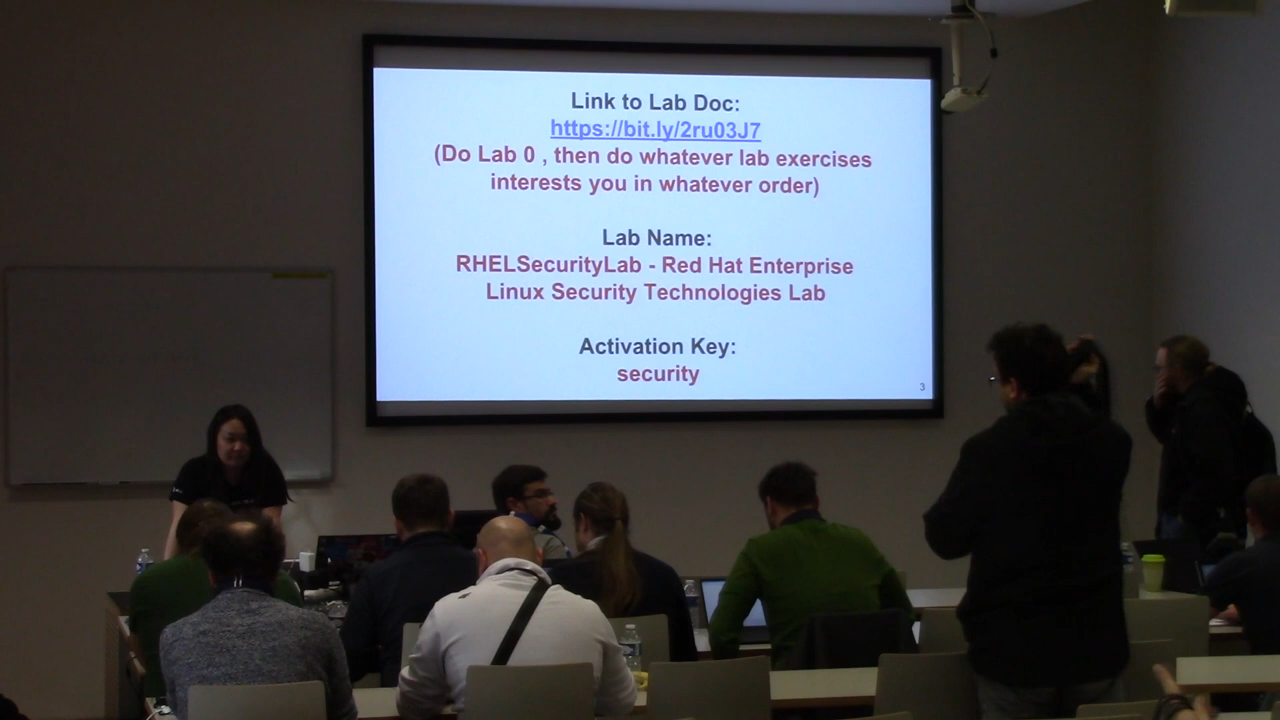 Link to Lab Doc:
https://bit.ly/2ru03J7
(Do Lab 0 , then do whatever lab exercises
interests you in whatever order)
Lab Name:
RHELSecurityLab - Red Hat Enterprise
Linux Security Technologies Lab
Activation Key:
security
3